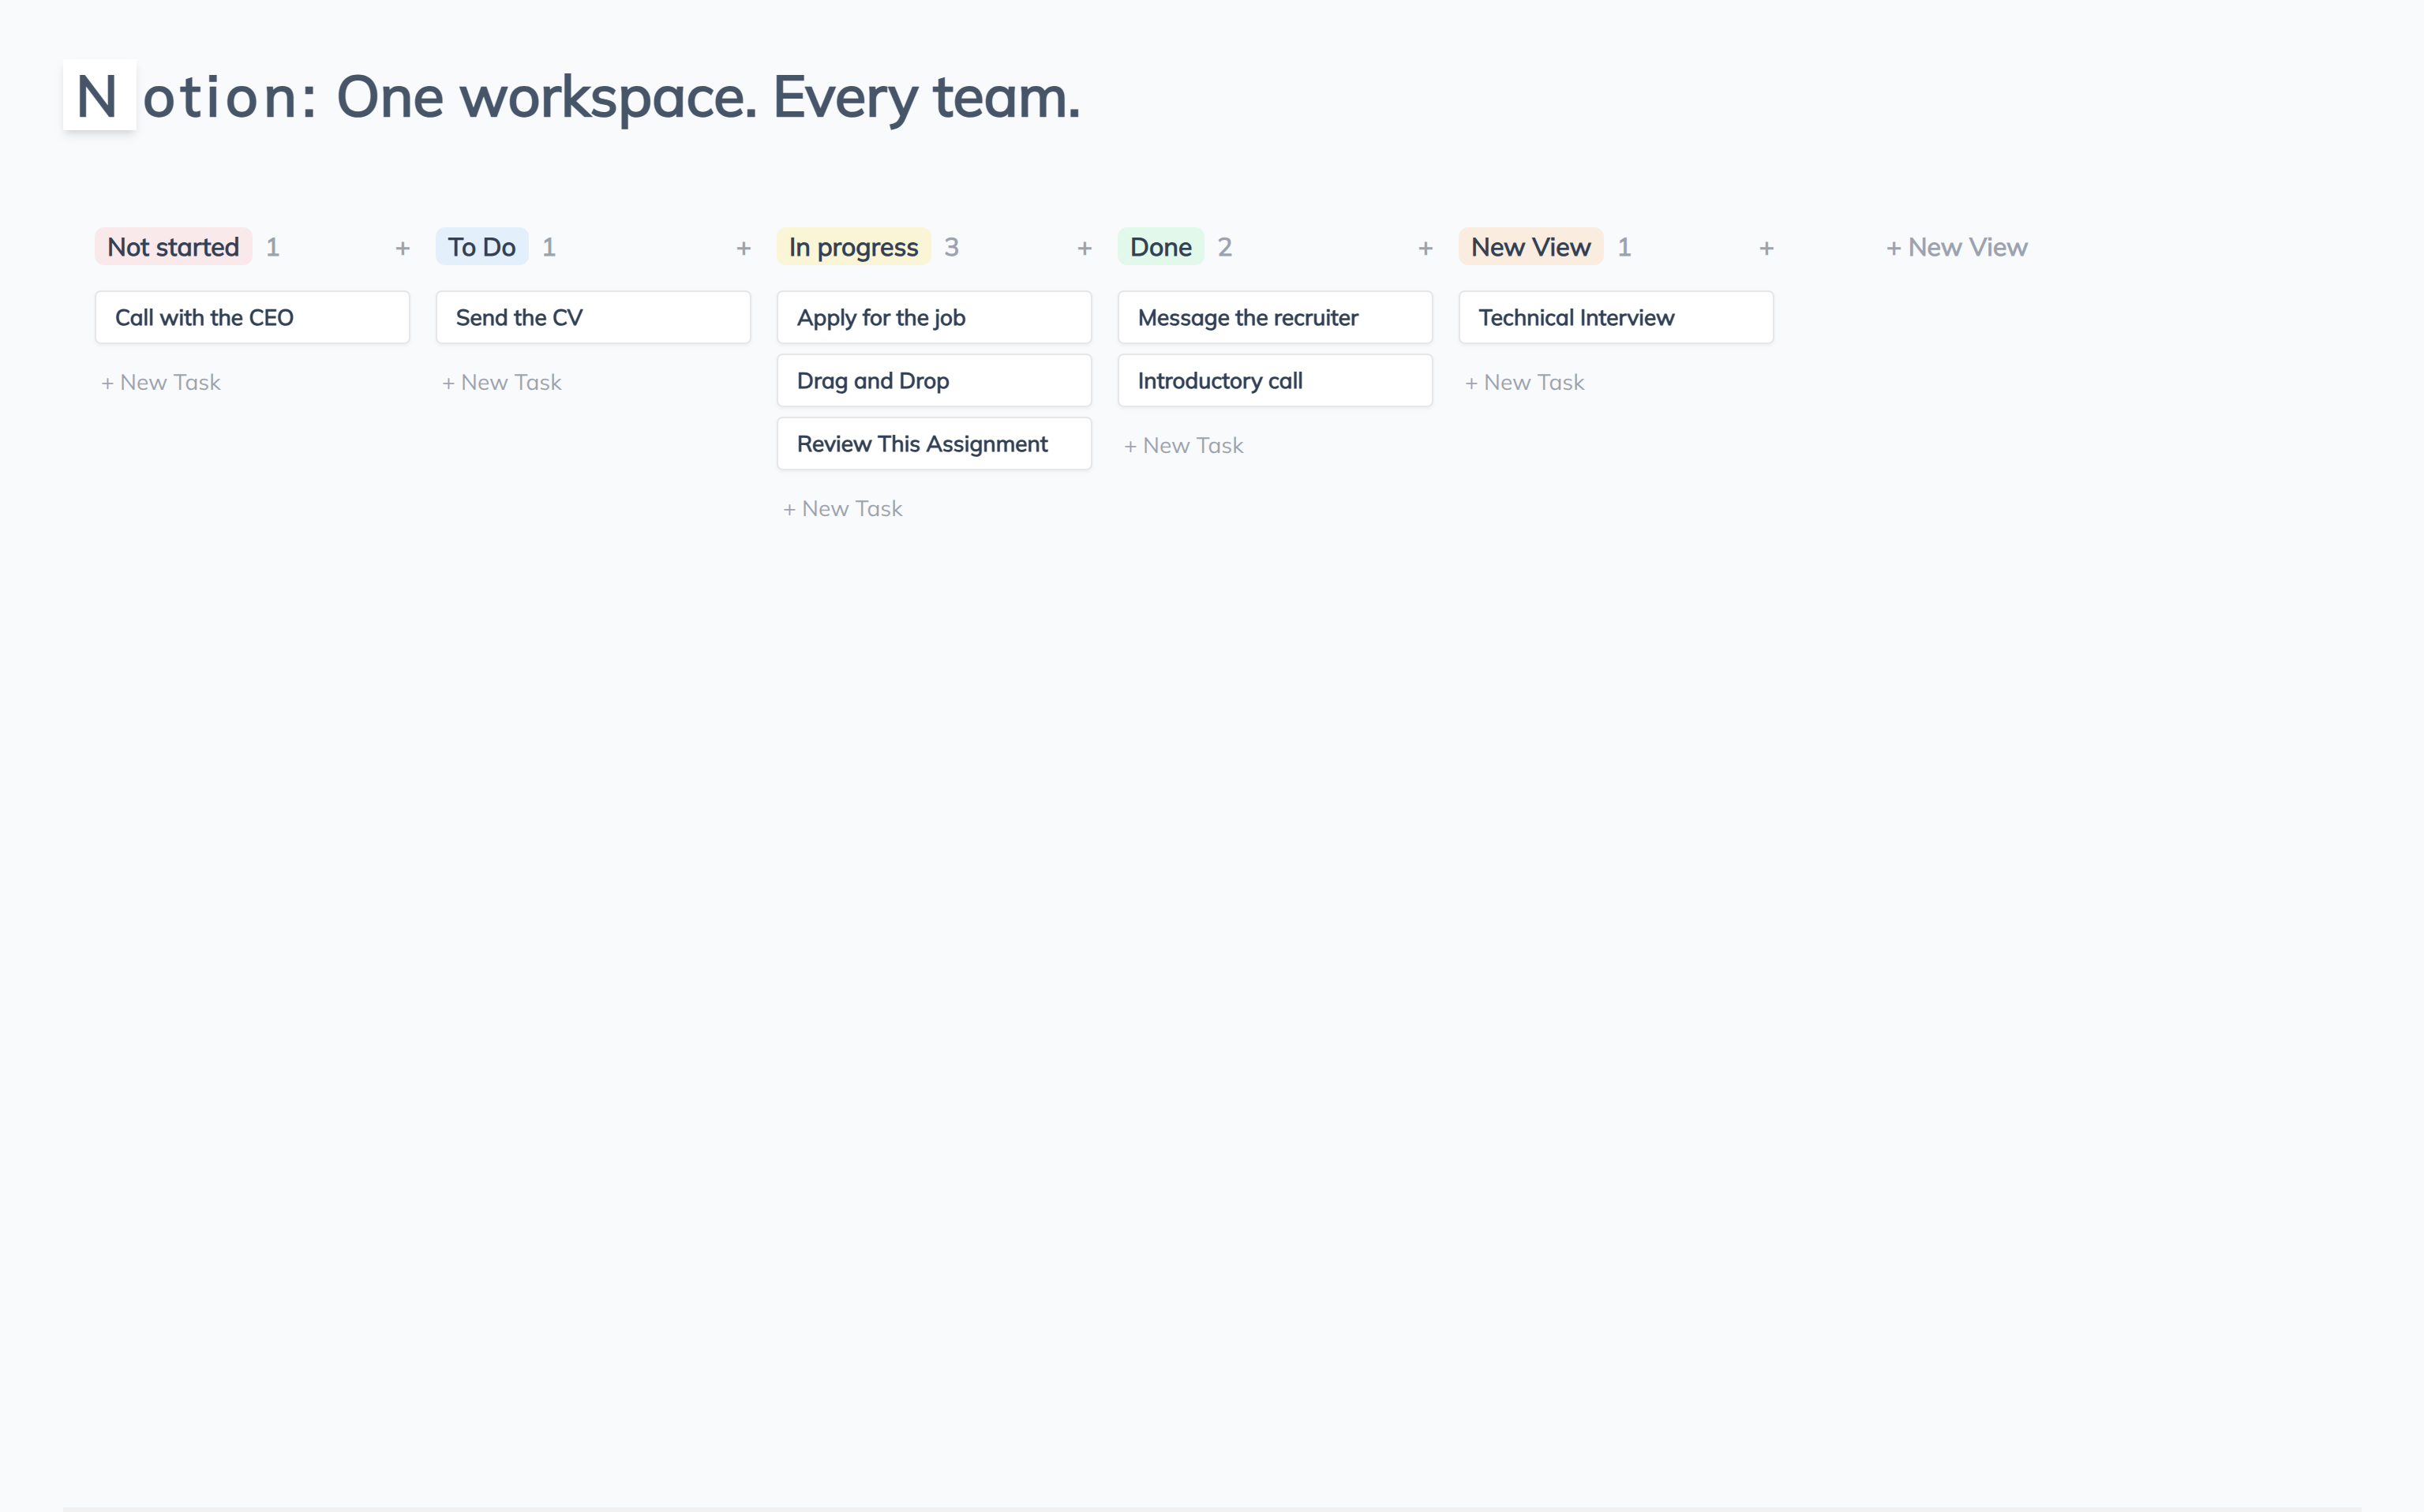 Notion: One workspace. Every team.
Not started 1 +
Call with the CEO
+ New Task
To Do 1 +
Send the CV
+ New Task
In progress 3 +
Apply for the job
Drag and Drop
Review This Assignment
+ New Task
Done 2 +
Message the recruiter
Introductory call
+ New Task
New View 1 +
Technical Interview
+ New Task
+ New View